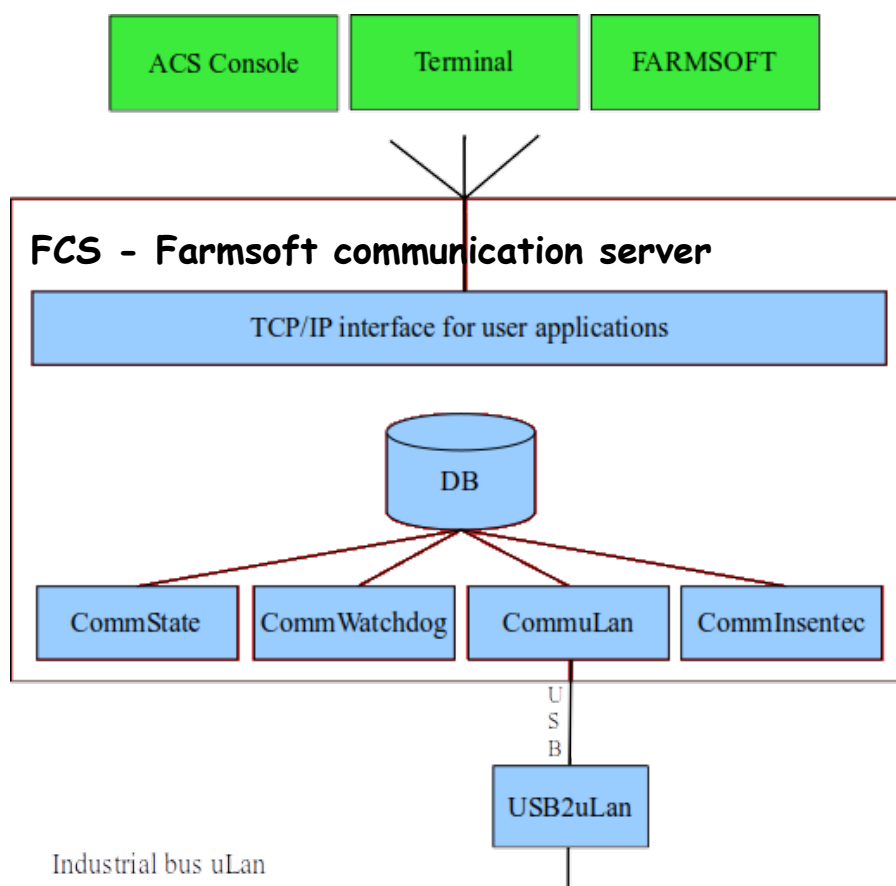 ACS Console
Terminal
FARMSOFT
FCS - Farmsoft communication server
TCP/IP interface for user applications
DB
CommState
CommWatchdog
CommuLan
CommInsentec
U
S
B
USB2uLan
Industrial bus uLan